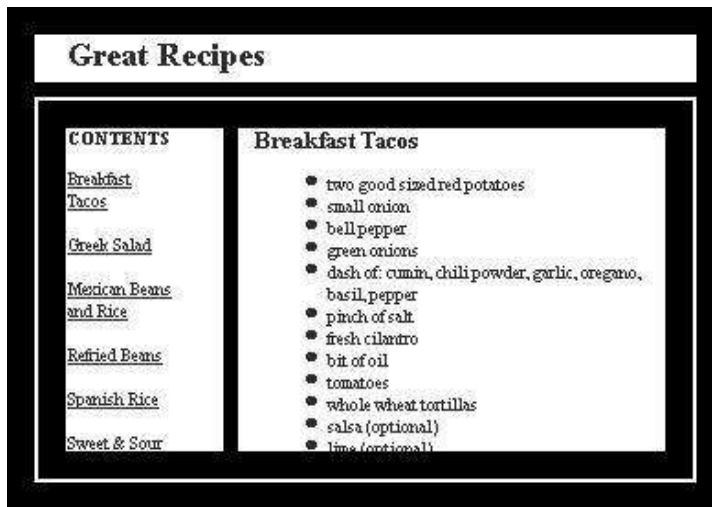 Great Recipes
CONTENTS
Breakfast
Tacos
Greek Salad
Mexican Beans
and Rice
Refried Beans
Spanish Rice
Sweet & Sour
Breakfast Tacos
two good sized red potatoes
small onion
bell pepper
green onions
dash of: cumin, chili powder, garlic, oregano,
basil, pepper
pinch of salt
fresh cilantro
bit of oil
tomatoes
whole wheat tortillas
salsa (optional)
lime (optional)